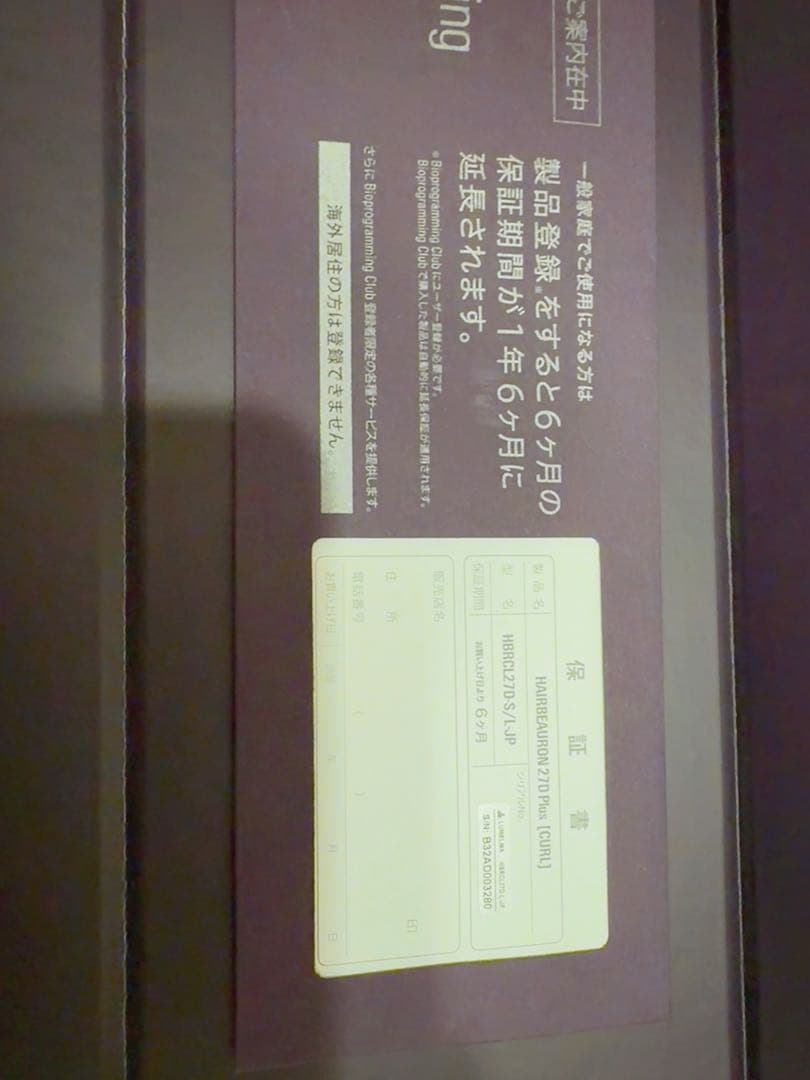 ing
ご案内在中
一般家庭でご使用になる方は
製品登録※をすると6ヶ月の
保証期間が1年6ヶ月に
延長されます。
※Bioprogramming Clubにユーザー登録が必要です。
Bioprogramming Clubで購入した製品は自動的に延長保証が適用されます。
さらにBioprogramming Club登録者限定の各種サービスを提供します。
海外居住の方は登録できません。
保証書
製品名 HAIRBEAURON 27D Plus [CURL]
型名 HBRCL27D-S/L-JP シリアルNo.
LUMIELINA HBRCL27D-L-JP
S/N: B32AD003280
保証期間 お買い上げ日より 6ヶ月
販売店名 印
住所
電話番号 ( )
お買い上げ日 年 月 日